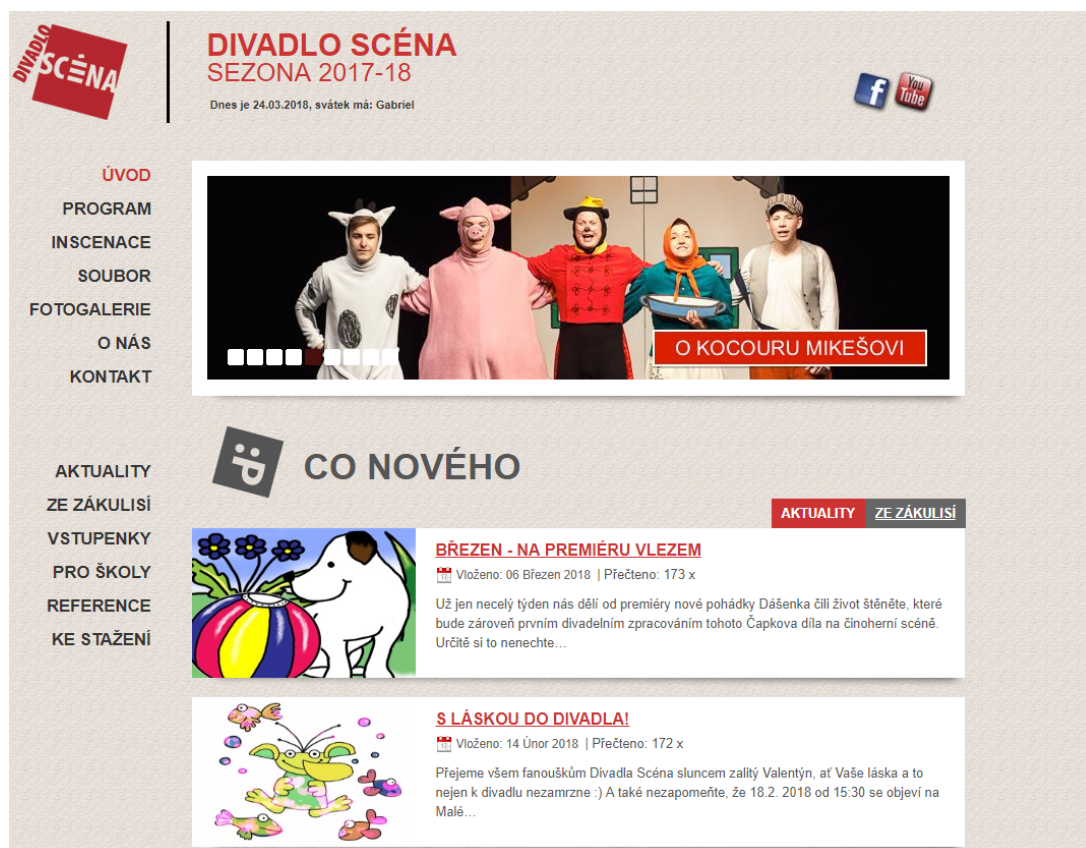 DIVADLO
SCÉNA
DIVADLO SCÉNA
SEZONA 2017-18
Dnes je 24.03.2018, svátek má: Gabriel
f
You
Tube
ÚVOD
PROGRAM
INSCENACE
SOUBOR
FOTOGALERIE
O NÁS
KONTAKT
O KOCOURU MIKEŠOVI
AKTUALITY
ZE ZÁKULISÍ
VSTUPENKY
PRO ŠKOLY
REFERENCE
KE STAŽENÍ
CO NOVÉHO
AKTUALITY ZE ZÁKULISÍ
BŘEZEN - NA PREMIÉRU VLEZEM
Vloženo: 06 Březen 2018 | Přečteno: 173 x
Už jen necelý týden nás dělí od premiéry nové pohádky Dášenka čili život štěněte, které
bude zároveň prvním divadelním zpracováním tohoto Čapkova díla na činoherní scéně.
Určitě si to nenechte…
S LÁSKOU DO DIVADLA!
Vloženo: 14 Únor 2018 | Přečteno: 172 x
Přejeme všem fanouškům Divadla Scéna sluncem zalitý Valentýn, ať Vaše láska a to
nejen k divadlu nezamrzne :) A také nezapomeňte, že 18.2. 2018 od 15:30 se objeví na
Malé…